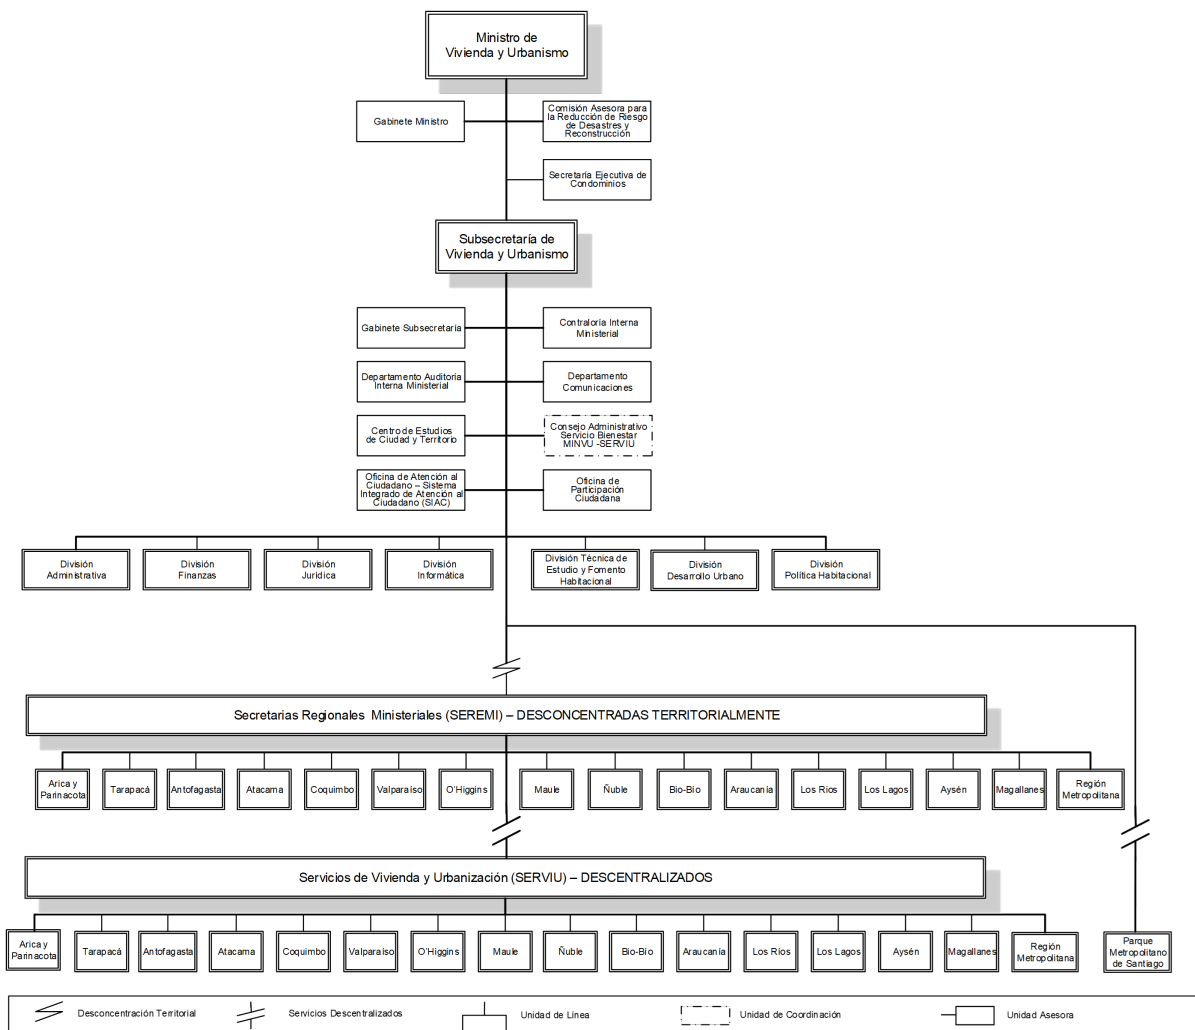 Ministro de
Vivienda y Urbanismo
Gabinete Ministro
Comisión Asesora para
la Reducción de Riesgo
de Desastres y
Reconstrucción
Secretaría Ejecutiva de
Condominios
Subsecretaría de
Vivienda y Urbanismo
Gabinete Subsecretaría
Contraloría Interna
Ministerial
Departamento Auditoría
Interna Ministerial
Departamento
Comunicaciones
Centro de Estudios
de Ciudad y Territorio
Consejo Administrativo
Servicio Bienestar
MINVU -SERVIU
Oficina de Atención al
Ciudadano – Sistema
Integrado de Atención al
Ciudadano (SIAC)
Oficina de
Participación
Ciudadana
División
Administrativa
División
Finanzas
División
Jurídica
División
Informática
División Técnica de
Estudio y Fomento
Habitacional
División
Desarrollo Urbano
División
Política Habitacional
Secretarias Regionales Ministeriales (SEREMI) – DESCONCENTRADAS TERRITORIALMENTE
Arica y
Parinacota
Tarapacá
Antofagasta
Atacama
Coquimbo
Valparaíso
O'Higgins
Maule
Ñuble
Bio-Bío
Araucanía
Los Ríos
Los Lagos
Aysén
Magallanes
Región
Metropolitana
Servicios de Vivienda y Urbanización (SERVIU) – DESCENTRALIZADOS
Arica y
Parinacota
Tarapacá
Antofagasta
Atacama
Coquimbo
Valparaíso
O'Higgins
Maule
Ñuble
Bio-Bío
Araucanía
Los Ríos
Los Lagos
Aysén
Magallanes
Región
Metropolitana
Parque
Metropolitano
de Santiago
Desconcentración Territorial
Servicios Descentralizados
Unidad de Línea
Unidad de Coordinación
Unidad Asesora